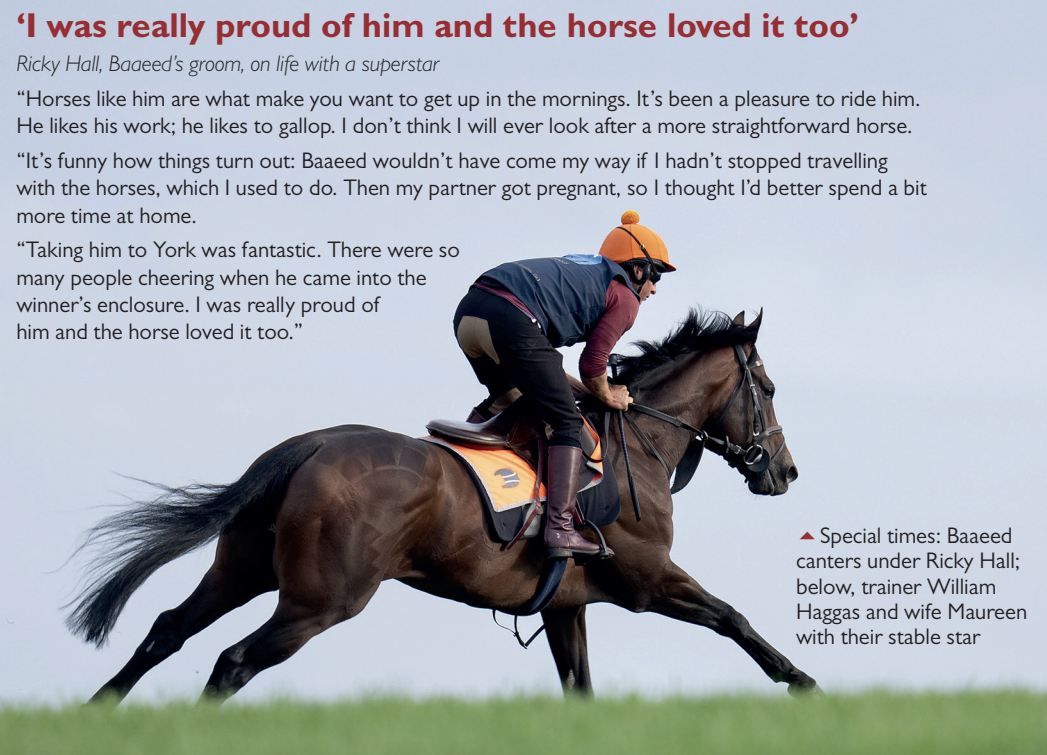 ‘I was really proud of him and the horse loved it too’
Ricky Hall, Baaeed’s groom, on life with a superstar
“Horses like him are what make you want to get up in the mornings. It’s been a pleasure to ride him.
He likes his work; he likes to gallop. I don’t think I will ever look after a more straightforward horse.
“It’s funny how things turn out: Baaeed wouldn’t have come my way if I hadn’t stopped travelling
with the horses, which I used to do. Then my partner got pregnant, so I thought I’d better spend a bit
more time at home.
“Taking him to York was fantastic. There were so
many people cheering when he came into the
winner’s enclosure. I was really proud of
him and the horse loved it too.”
Special times: Baaeed
canters under Ricky Hall;
below, trainer William
Haggas and wife Maureen
with their stable star